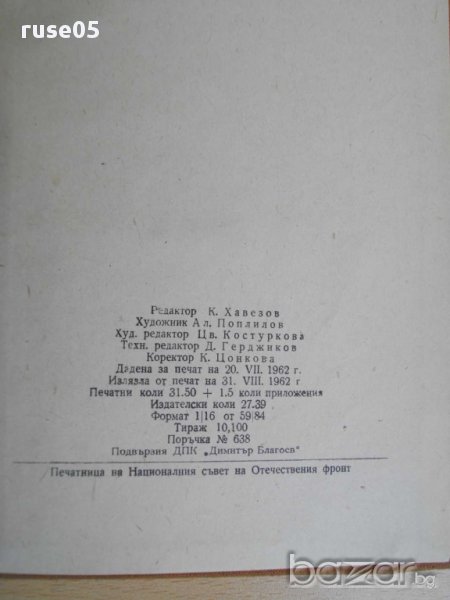 ruse05
Редактор К. Хавезов
Художник Ал. Поплилов
Худ. редактор Цв. Костуркова
Техн. редактор Д. Герджиков
Коректор К. Цонкова
Дадена за печат на 20. VII. 1962 г.
Излязла от печат на 31. VIII. 1962 г
Печатни коли 31.50 + 1.5 коли приложения
Издателски коли 27.39
Формат 1|16 от 59/84
Тираж 10,100
Поръчка № 638
Подвързия ДПК „Димитър Благоев"
Печатница на Националния съвет на Отечествения фронт
bazar.bg